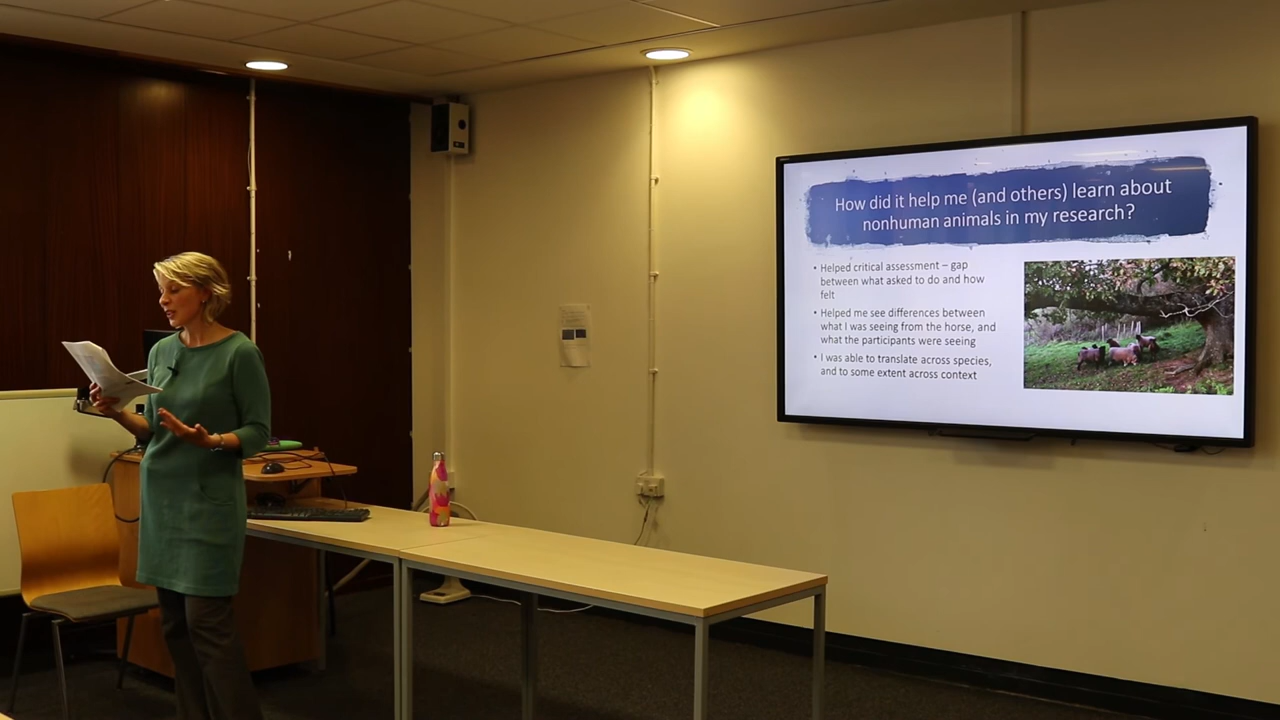 How did it help me (and others) learn about
nonhuman animals in my research?
• Helped critical assessment – gap
between what asked to do and how
felt
• Helped me see differences between
what I was seeing from the horse, and
what the participants were seeing
• I was able to translate across species,
and to some extent across context